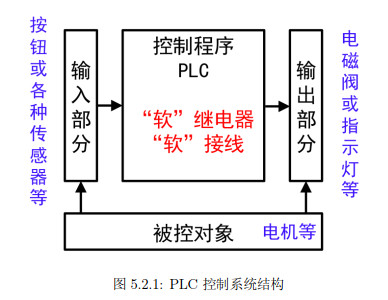 按钮或各种传感器等
输入部分
控制程序
PLC
“软”继电器
“软”接线
输出部分
电磁阀或指示灯等
被控对象 电机等
图 5.2.1: PLC 控制系统结构